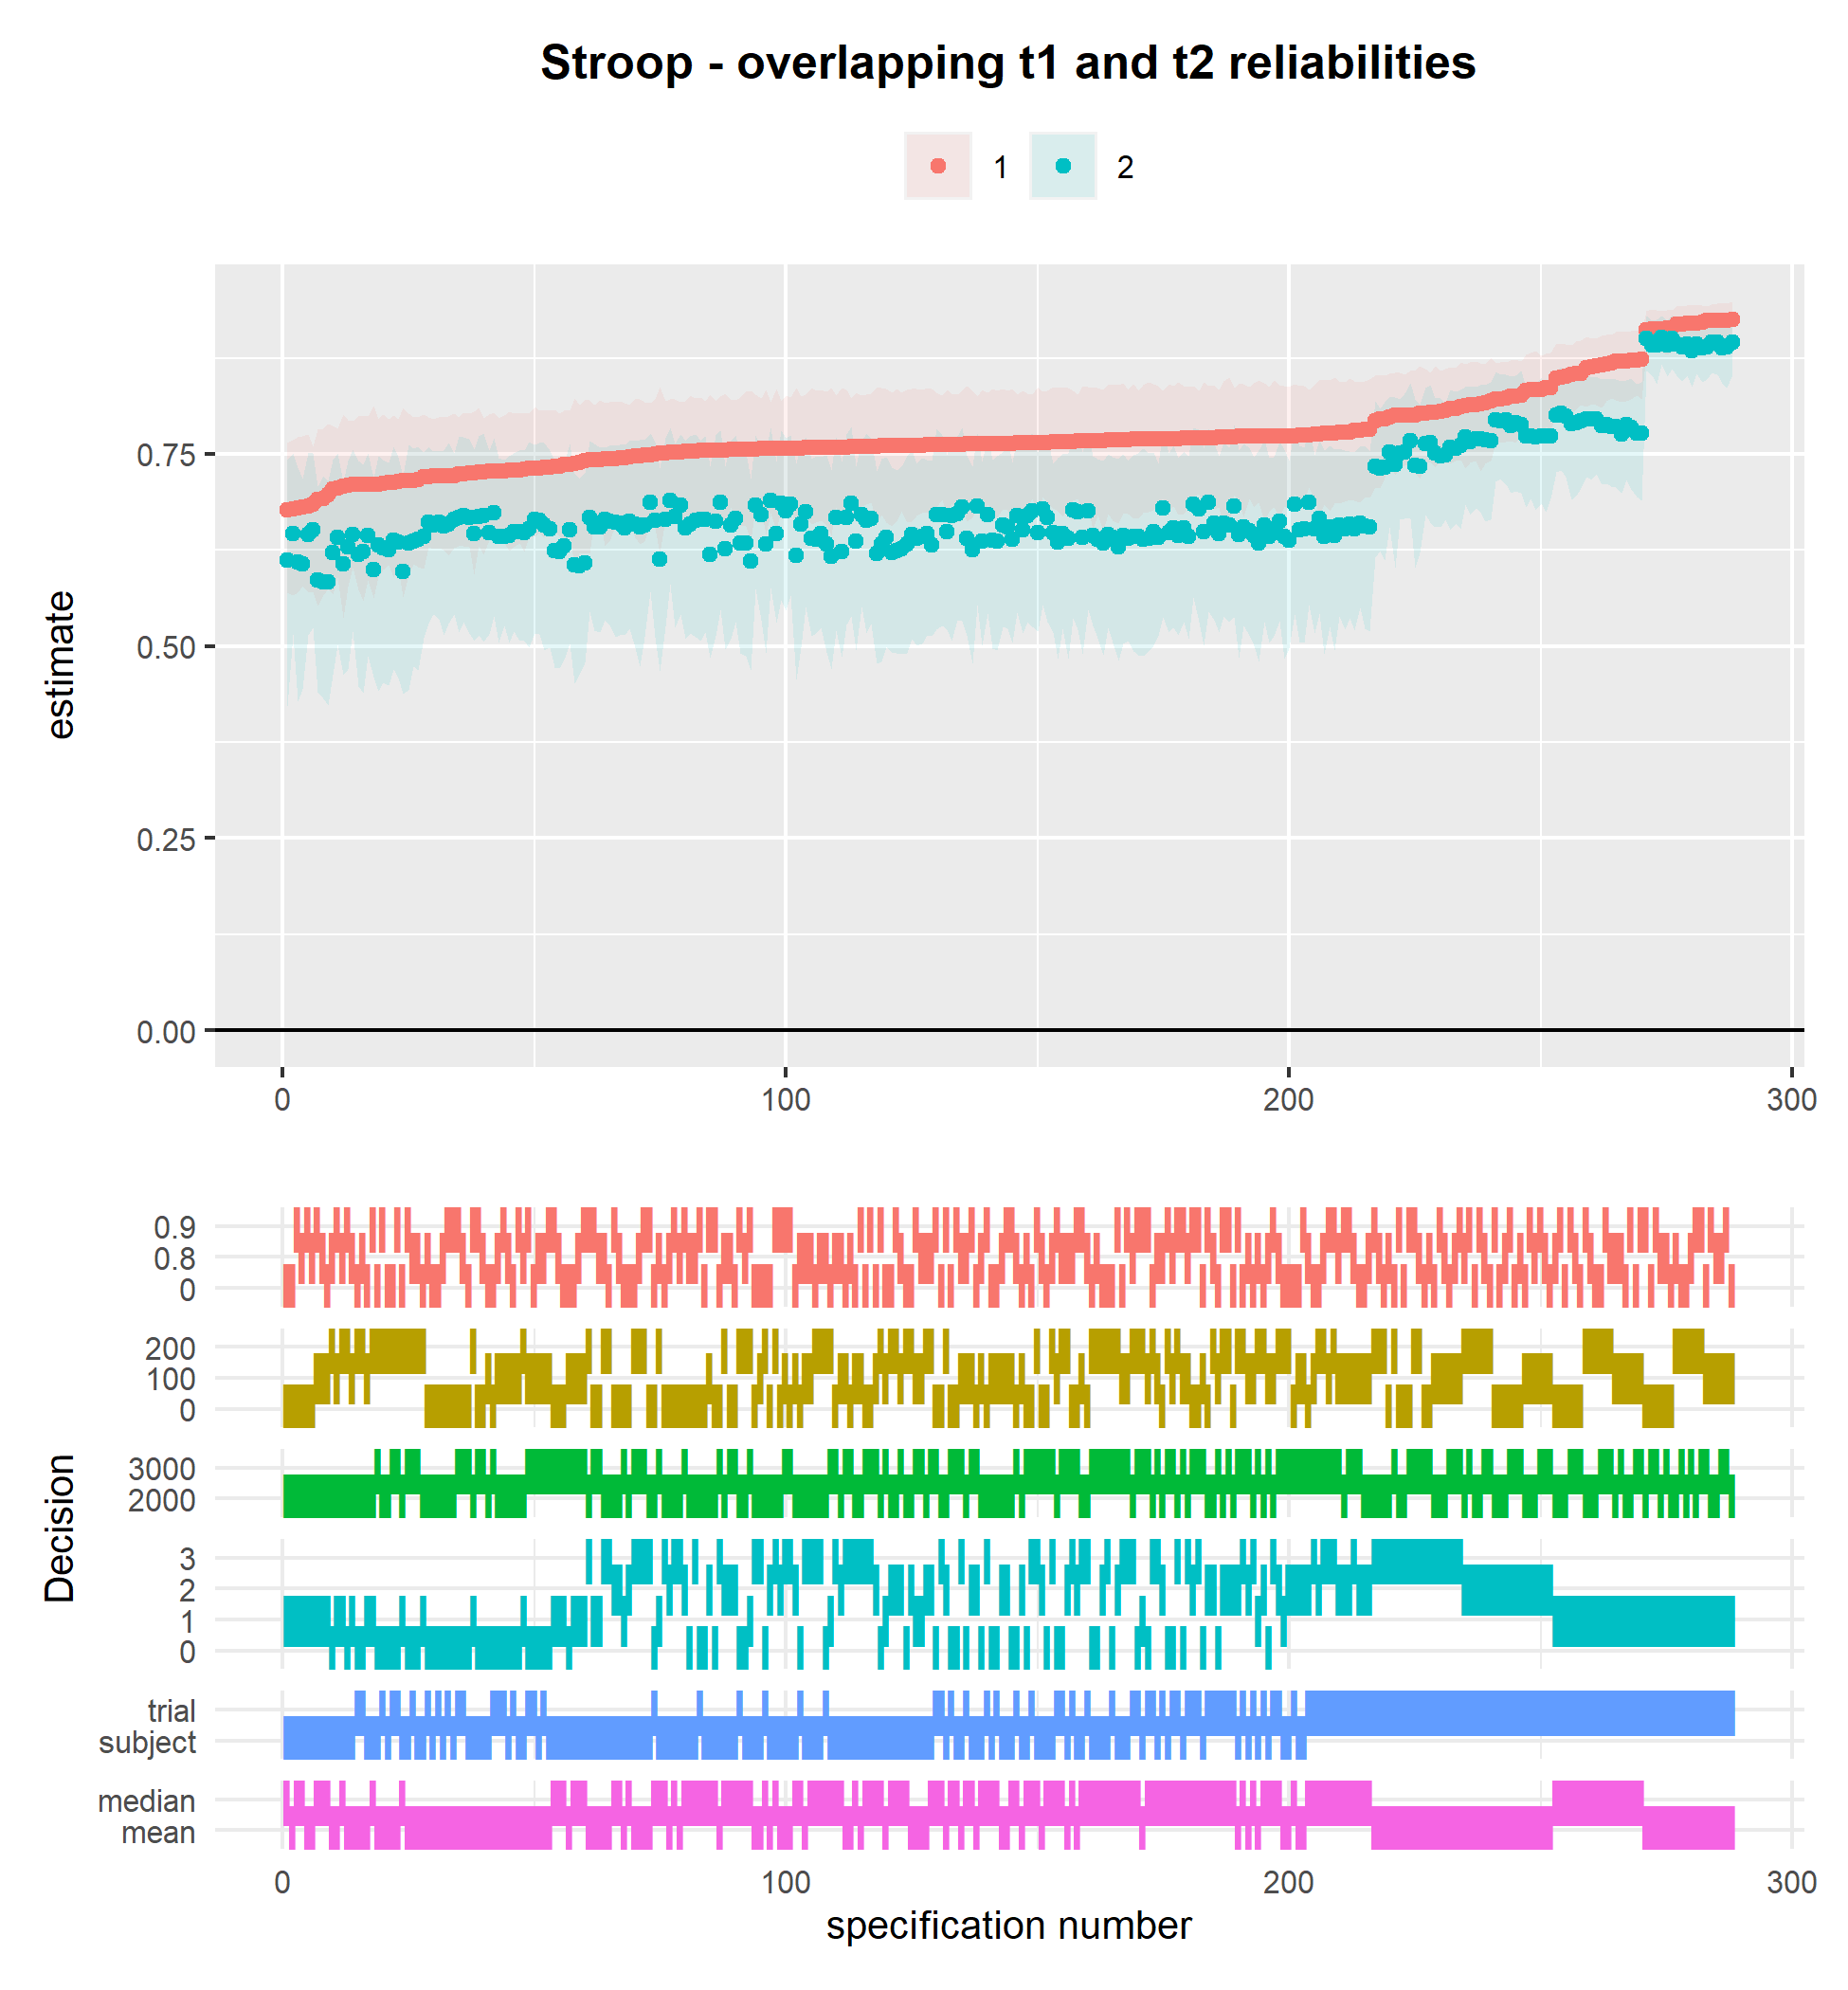 Stroop - overlapping t1 and t2 reliabilities
1 2
estimate
0.75
0.50
0.25
0.00
0 100 200 300
Decision
0.9
0.8
0
200
100
0
3000
2000
3
2
1
0
trial
subject
median
mean
0 100 200 300
specification number